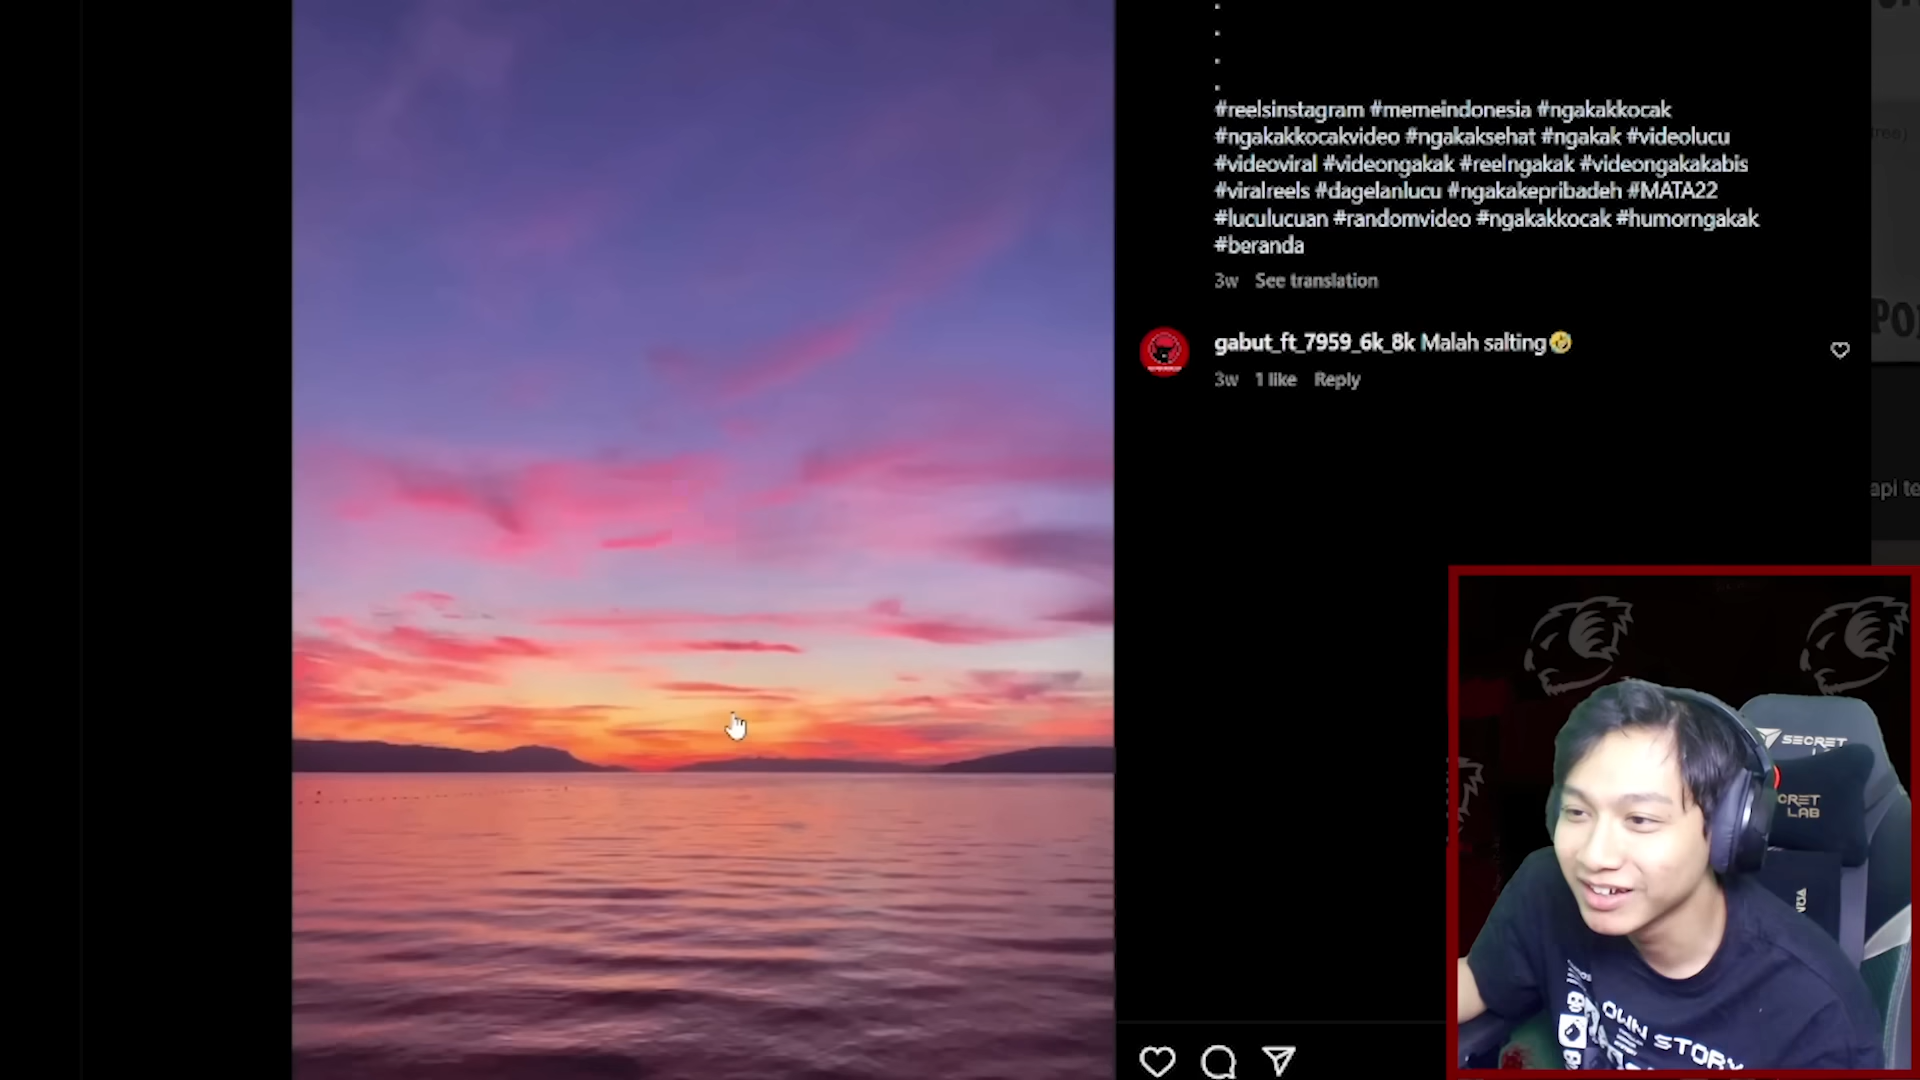 #reelsinstagram #memeindonesia #ngakakkocak
#ngakakkocakvideo #ngakaksehat #ngakak #videolucu
#videoviral #videongakak #reelngakak #videongakakabis
#viralreels #dagelanlucu #ngakakepribadeh #MATA22
#luculucuan #randomvideo #ngakakkocak #humorngakak
#beranda
3w See translation
gabut_ft_7959_6k_8k Malah salting🤣
3w 1 like Reply
SECRET
CRET
LAB
OWN STORY